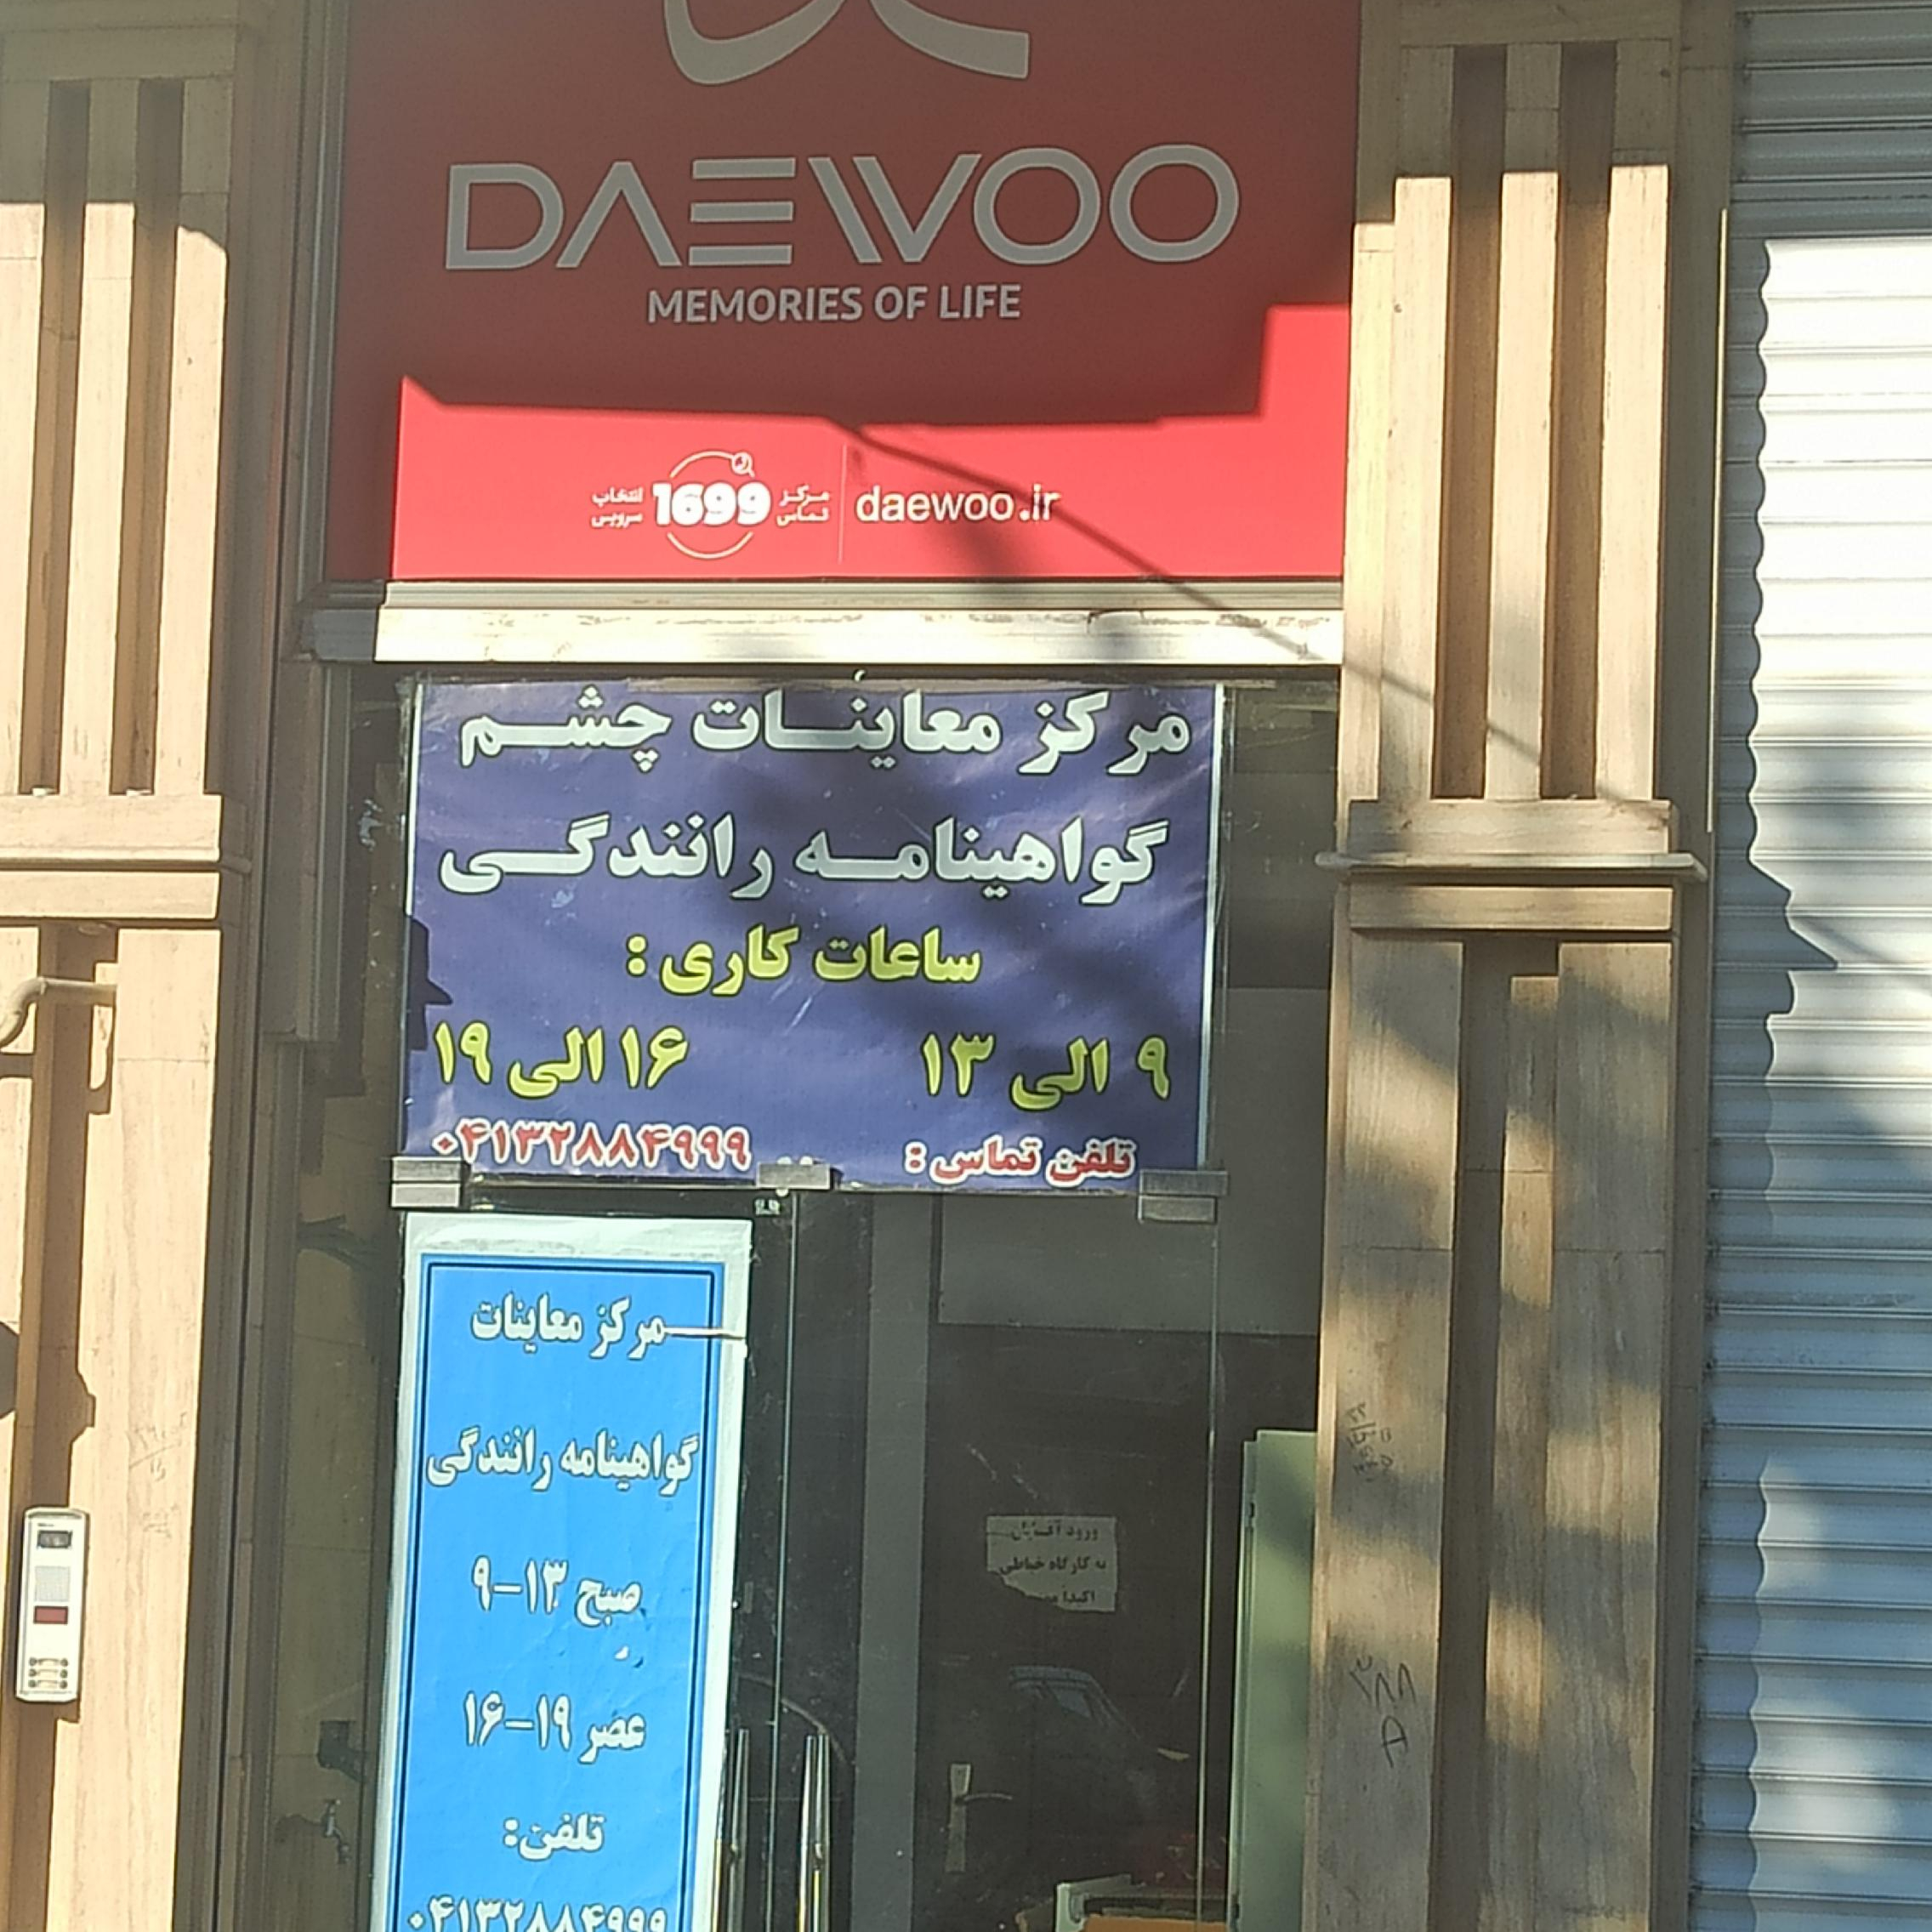 DAEWOO
MEMORIES OF LIFE
مرکز تماس 1699 انتخاب سرویس
daewoo.ir
مرکز معاینات چشم
گواهینامه رانندگی
ساعات کاری :
۹ الی ۱۳ ۱۶ الی ۱۹
تلفن تماس : ۰۴۱۳۲۸۸۴۹۹۹
مرکز معاینات
گواهینامه رانندگی
صبح ۱۳-۹
عصر ۱۹-۱۶
تلفن:
۰۴۱۳۲۸۸۴۹۹۹
ورود آقایان
به کارگاه خیاطی
اکیدا